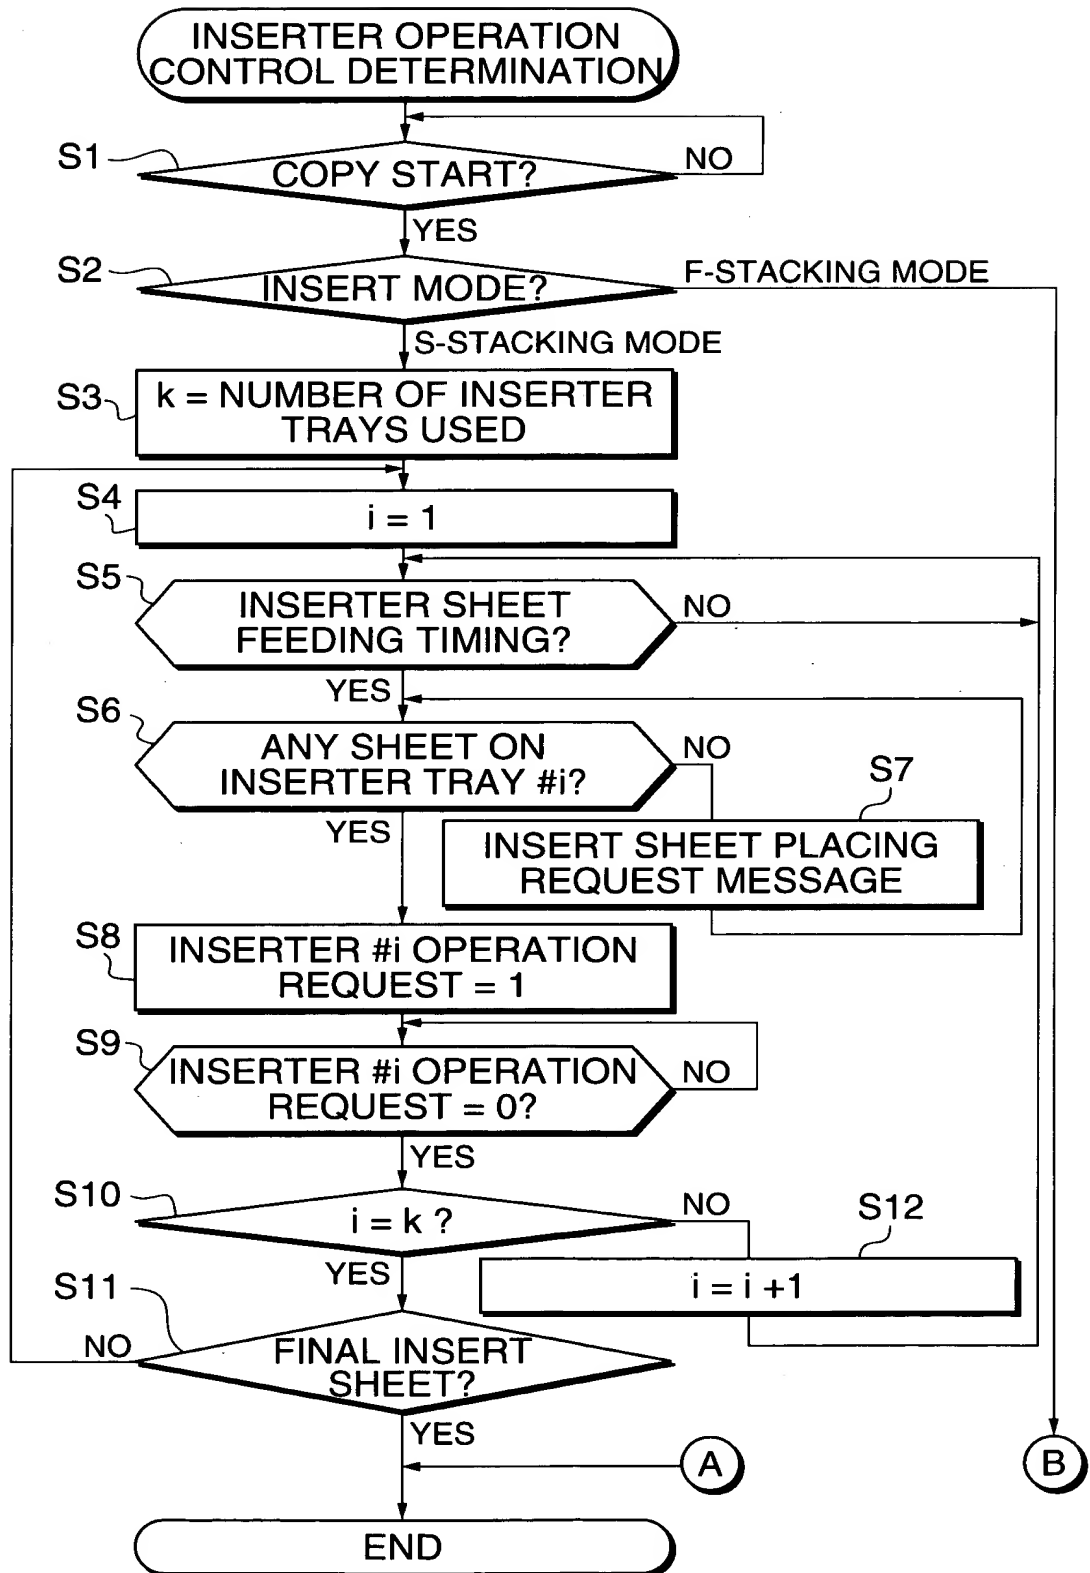 INSERTER OPERATION
CONTROL DETERMINATION
S1
COPY START?
NO
YES
S2
INSERT MODE?
F-STACKING MODE
S-STACKING MODE
S3
k = NUMBER OF INSERTER
TRAYS USED
S4
i = 1
S5
INSERTER SHEET
FEEDING TIMING?
NO
YES
S6
ANY SHEET ON
INSERTER TRAY #i?
NO
YES
S7
INSERT SHEET PLACING
REQUEST MESSAGE
S8
INSERTER #i OPERATION
REQUEST = 1
S9
INSERTER #i OPERATION
REQUEST = 0?
NO
YES
S10
i = k ?
NO
YES
S12
i = i +1
S11
FINAL INSERT
SHEET?
NO
YES
A
B
END